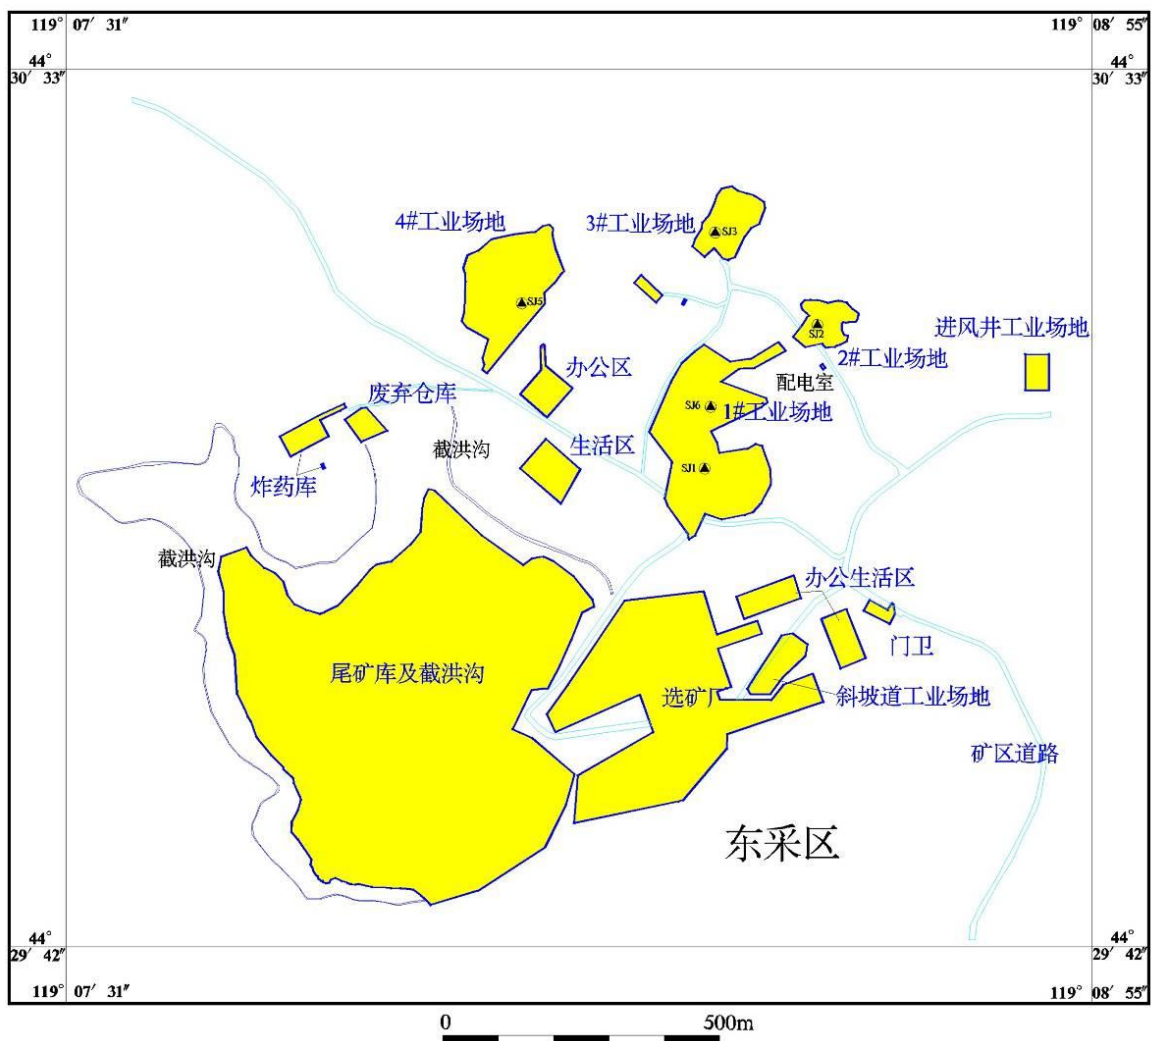 119° 07′ 31″
119° 08′ 55″
44°
30′ 33″
44°
30′ 33″
4#工业场地
3#工业场地
SJ3
SJ5
SJ2
进风井工业场地
2#工业场地
办公区
配电室
废弃仓库
SJ6
1#工业场地
截洪沟
生活区
SJ1
炸药库
截洪沟
办公生活区
门卫
尾矿库及截洪沟
选矿厂
斜坡道工业场地
矿区道路
东采区
44°
29′ 42″
44°
29′ 42″
119° 07′ 31″
119° 08′ 55″
0
500m